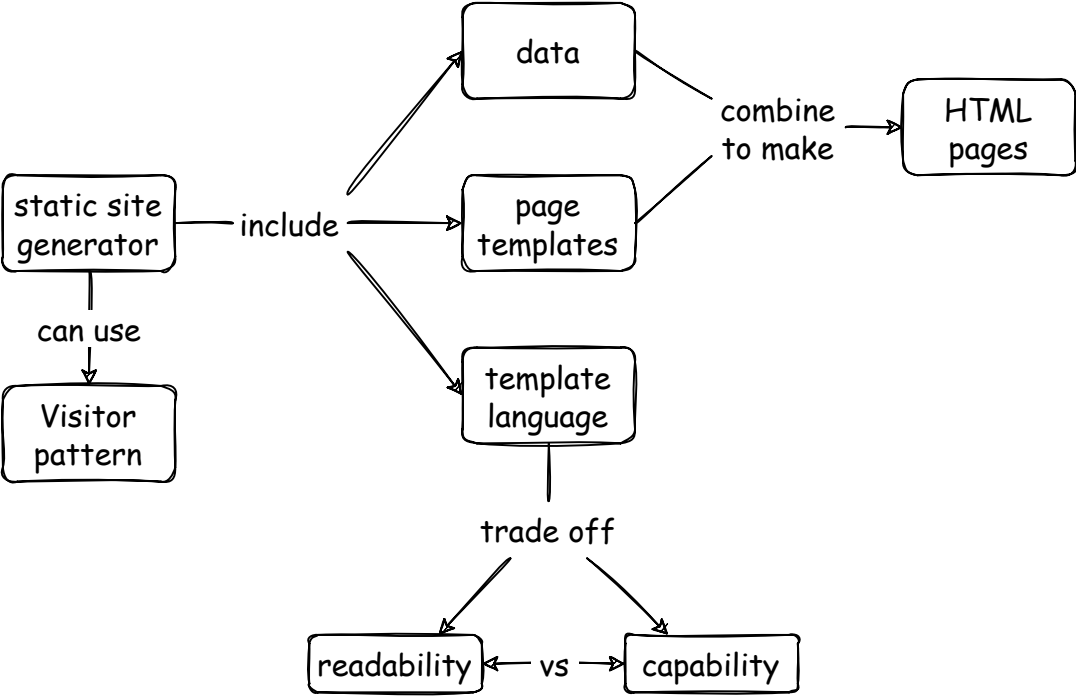 data
combine
to make
HTML
pages
static site
generator
include
page
templates
can use
Visitor
pattern
template
language
trade off
readability
vs
capability